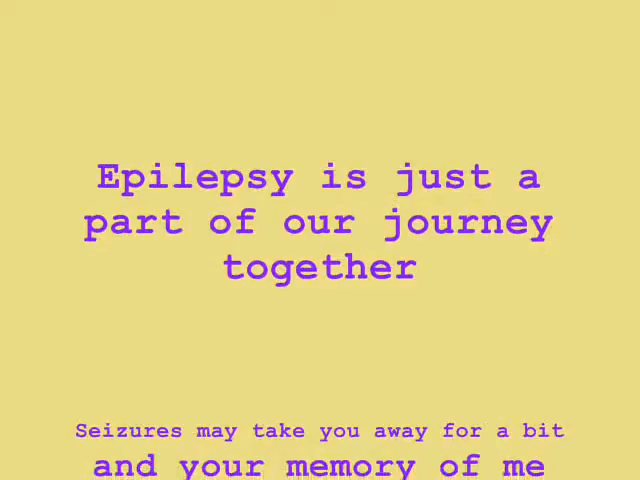 Epilepsy is just a
part of our journey
together
Seizures may take you away for a bit
and your memory of me